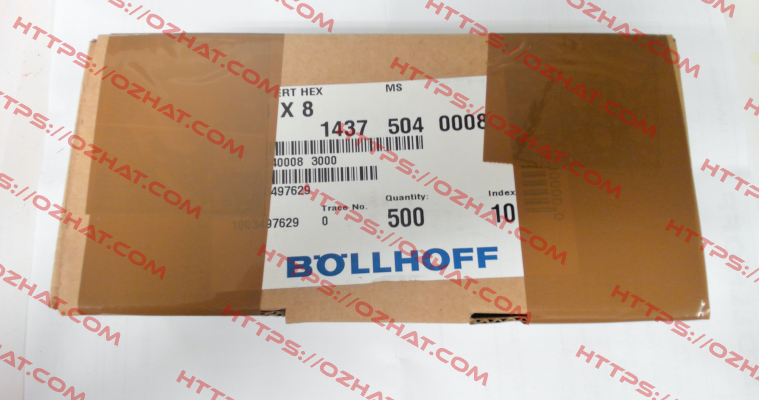 ERT HEX MS
X 8
1437 504 0008
40008 3000
497629
Trace No. Quantity: Index
1003497629 0 500 10
BÖLLHOFF
HTTPS://OZHAT.COM